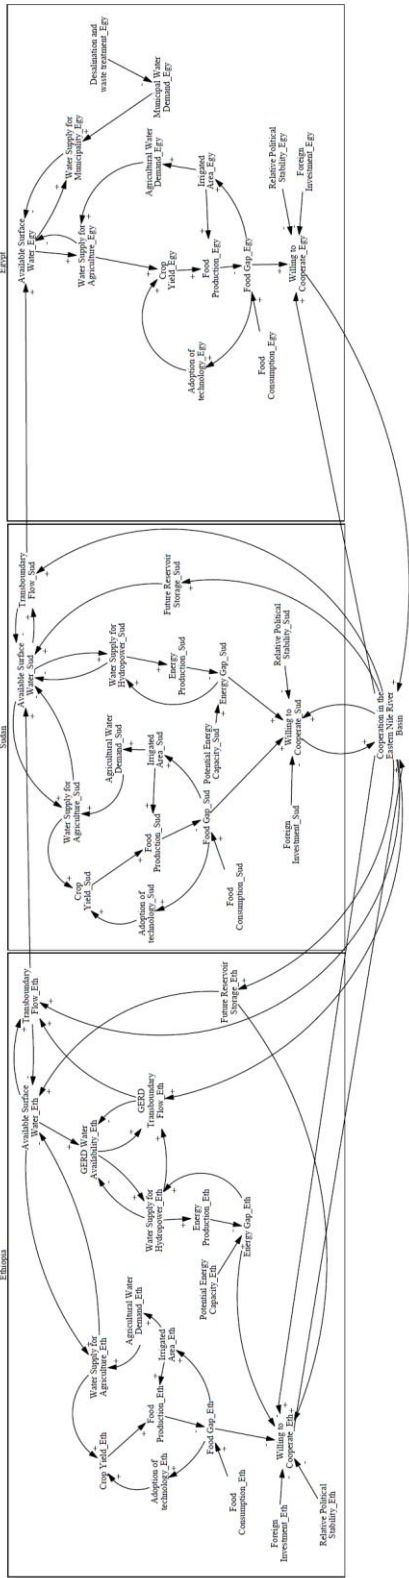 Ethiopia
Available Surface
Water_Eth
Transboundary
Flow_Eth
GERD Water
Availability_Eth
GERD
Transboundary
Flow_Eth
Water Supply for
Agriculture_Eth
Agricultural Water
Demand_Eth
Water Supply for
Hydropower_Eth
Crop Yield_Eth
Food
Production_Eth
Irrigated
Area_Eth
Energy
Production_Eth
Adoption of
technology_Eth
Food Gap_Eth
Potential Energy
Capacity_Eth
Energy Gap_Eth
Future Reservoir
Storage_Eth
Food
Consumption_Eth
Foreign
Investment_Eth
Willing to
Cooperate_Eth
Relative Political
Stability_Eth
Sudan
Available Surface
Water_Sud
Transboundary
Flow_Sud
Water Supply for
Agriculture_Sud
Agricultural Water
Demand_Sud
Water Supply for
Hydropower_Sud
Crop
Yield_Sud
Food
Production_Sud
Irrigated
Area_Sud
Energy
Production_Sud
Future Reservoir
Storage_Sud
Adoption of
technology_Sud
Food Gap_Sud
Potential Energy
Capacity_Sud
Energy Gap_Sud
Food
Consumption_Sud
Foreign
Investment_Sud
Willing to
Cooperate_Sud
Relative Political
Stability_Sud
Cooperation in the
Eastern Nile River
Basin
Egypt
Available Surface
Water_Egy
Water Supply for
Municipality_Egy
Desalination and
waste treatment_Egy
Municipal Water
Demand_Egy
Water Supply for
Agriculture_Egy
Agricultural Water
Demand_Egy
Crop
Yield_Egy
Food
Production_Egy
Irrigated
Area_Egy
Adoption of
technology_Egy
Food Gap_Egy
Food
Consumption_Egy
Willing to
Cooperate_Egy
Relative Political
Stability_Egy
Foreign
Investment_Egy